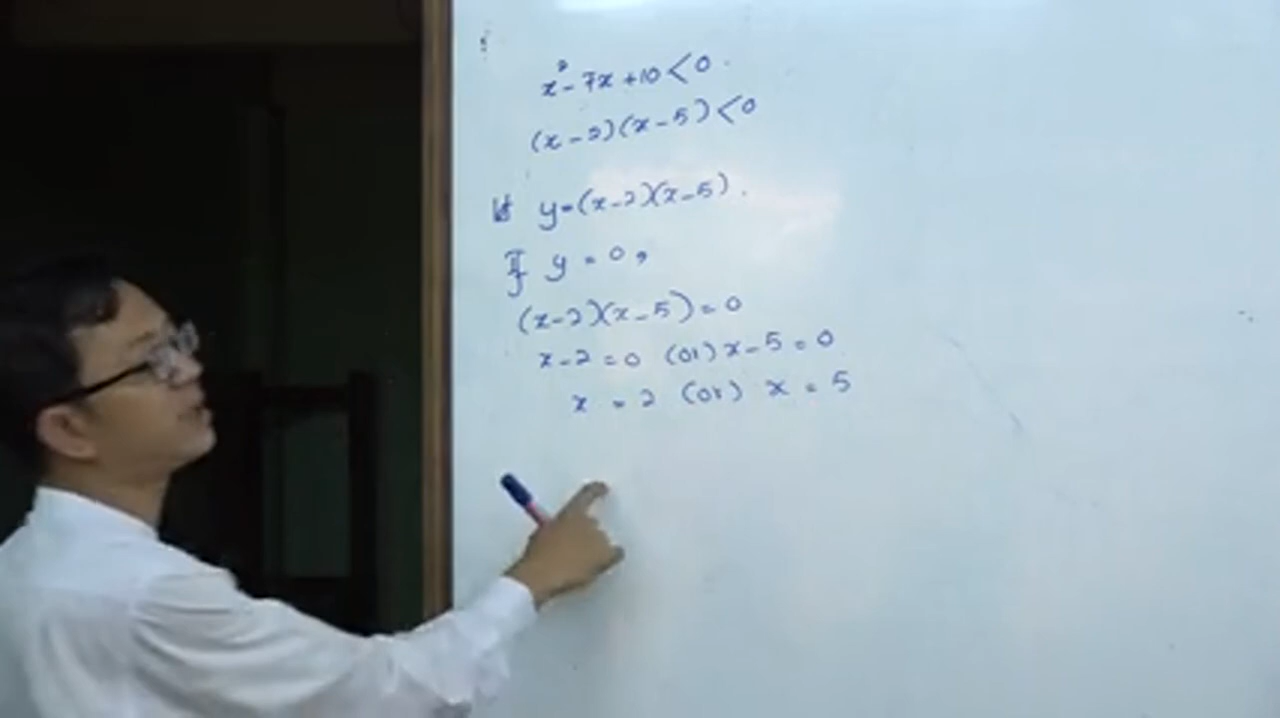 x² - 7x + 10 < 0.
(x - 2)(x - 5) < 0
let y = (x - 2)(x - 5).
If y = 0,
(x - 2)(x - 5) = 0
x - 2 = 0 (or) x - 5 = 0
x = 2 (or) x = 5